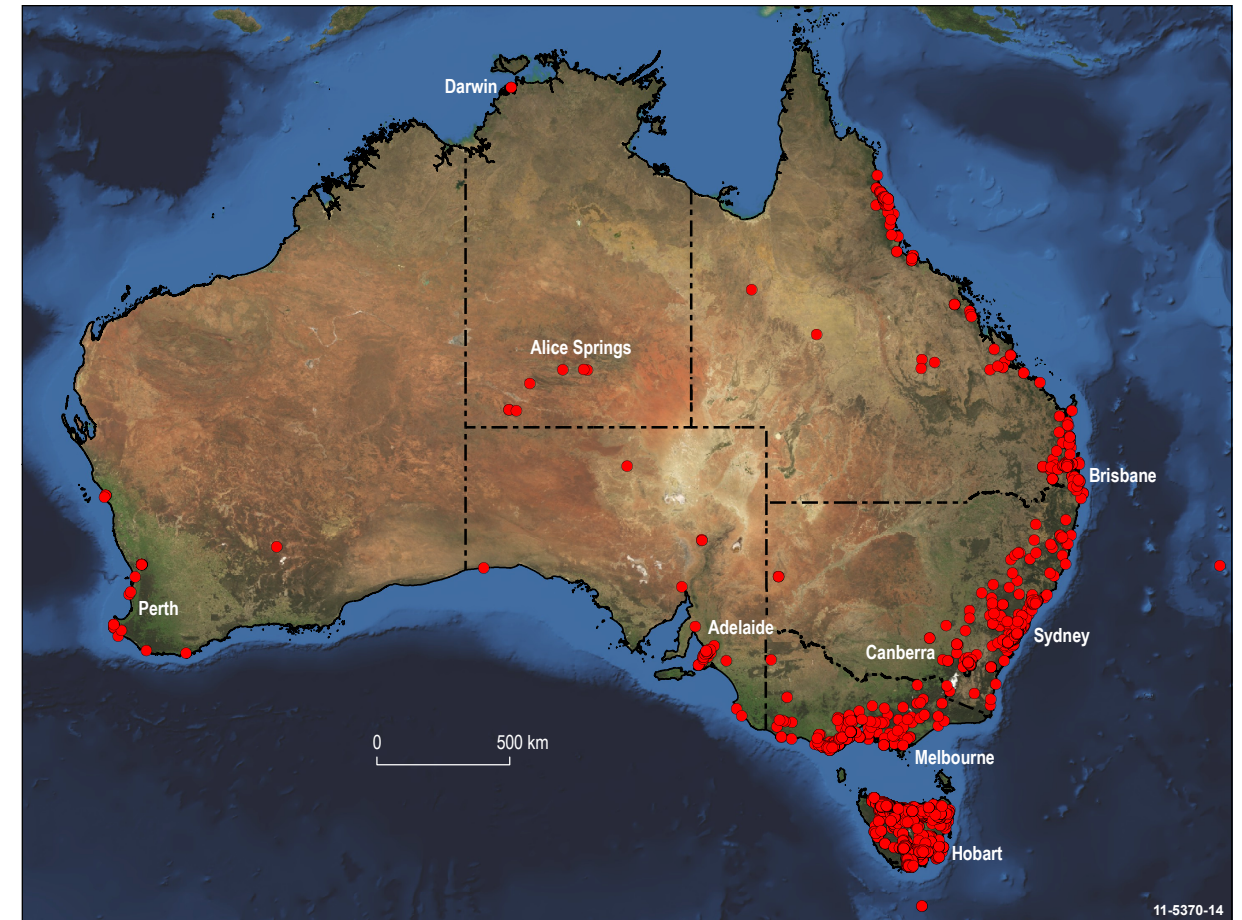 Darwin
Alice Springs
Brisbane
Perth
Adelaide
Sydney
Canberra
0 500 km
Melbourne
Hobart
11-5370-14